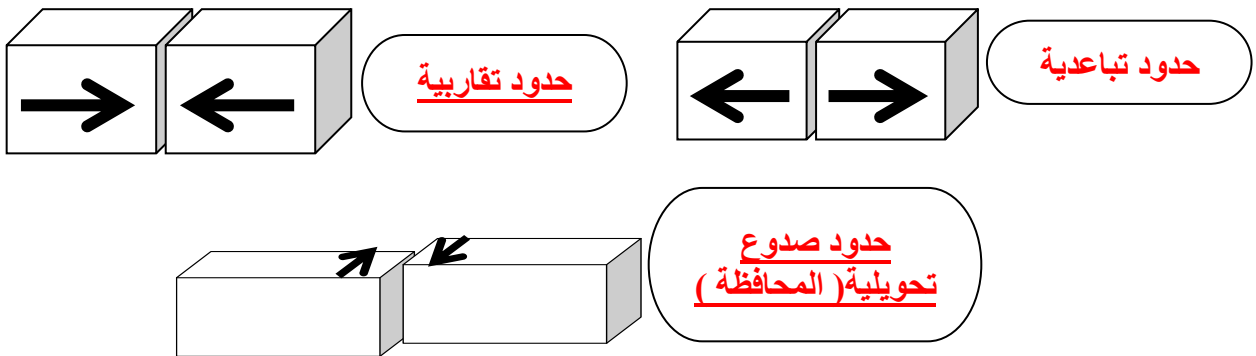 حدود تباعدية
حدود تقاربية
حدود صدوع
تحويلية( المحافظة )